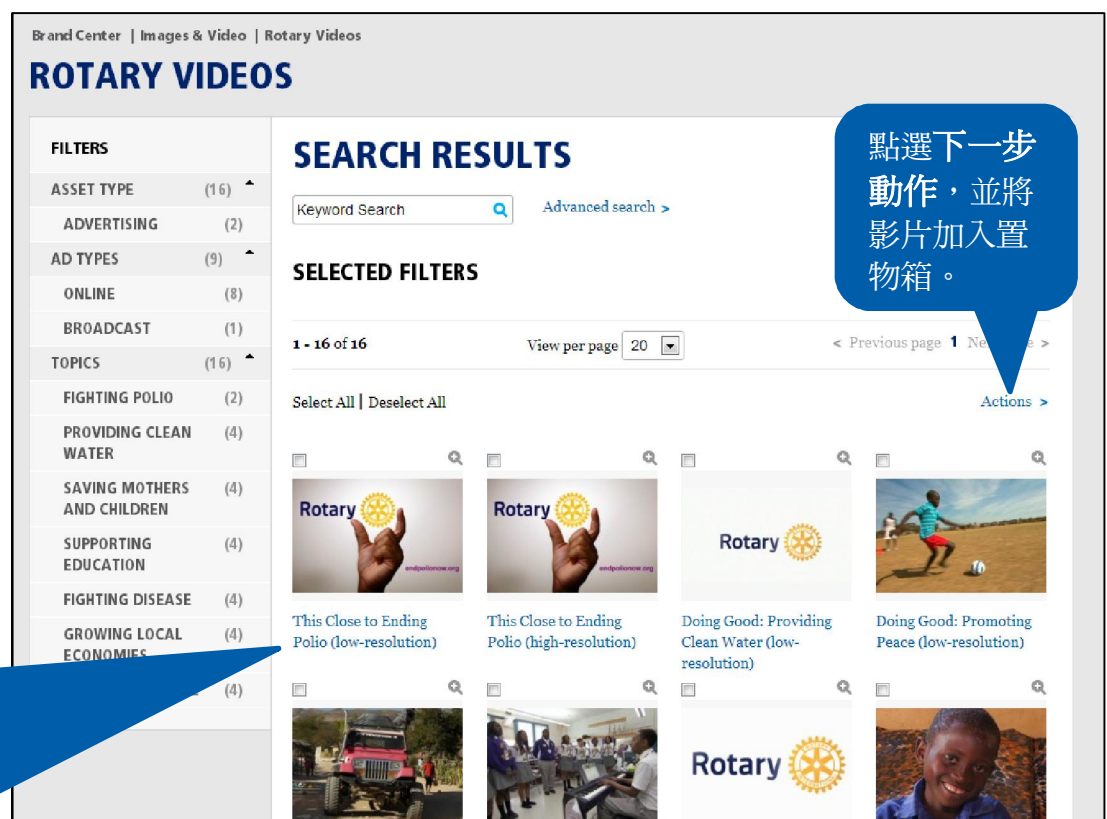 Brand Center | Images & Video | Rotary Videos
ROTARY VIDEOS
FILTERS
ASSET TYPE (16)
ADVERTISING (2)
AD TYPES (9)
ONLINE (8)
BROADCAST (1)
TOPICS (16)
FIGHTING POLIO (2)
PROVIDING CLEAN (4)
WATER
SAVING MOTHERS (4)
AND CHILDREN
SUPPORTING (4)
EDUCATION
FIGHTING DISEASE (4)
GROWING LOCAL (4)
ECONOMIES
(4)
SEARCH RESULTS
Keyword Search
Advanced search >
SELECTED FILTERS
點選下一步
動作，並將
影片加入置
物箱。
1 - 16 of 16
View per page 20
< Previous page 1 >
Select All | Deselect All
Actions >
Rotary
endpolionow.org
Rotary
endpolionow.org
Rotary
This Close to Ending
Polio (low-resolution)
This Close to Ending
Polio (high-resolution)
Doing Good: Providing
Clean Water (low-
resolution)
Doing Good: Promoting
Peace (low-resolution)
Rotary